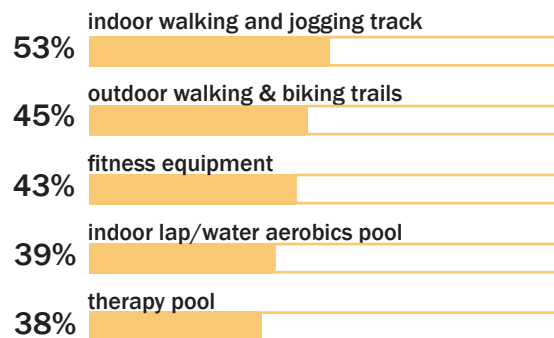 indoor walking and jogging track
53%
outdoor walking & biking trails
45%
fitness equipment
43%
indoor lap/water aerobics pool
39%
therapy pool
38%